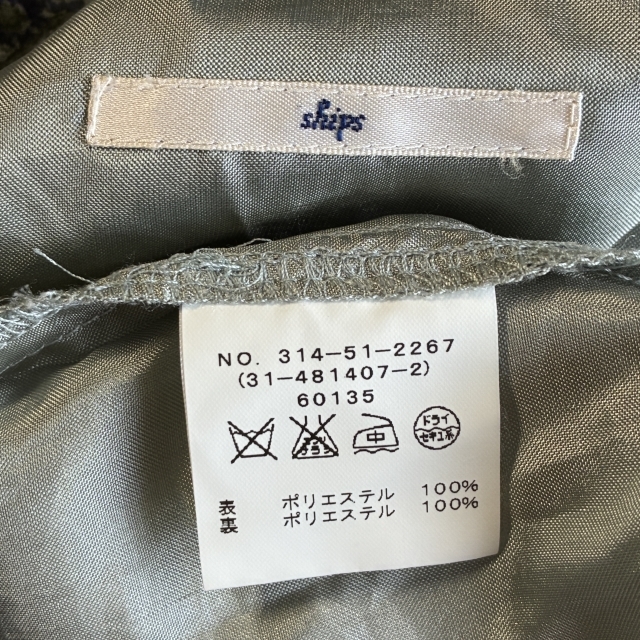 ships
NO. 314-51-2267
(31-481407-2)
60135
中
ドライ
セキユ系
表 ポリエステル 100%
裏 ポリエステル 100%